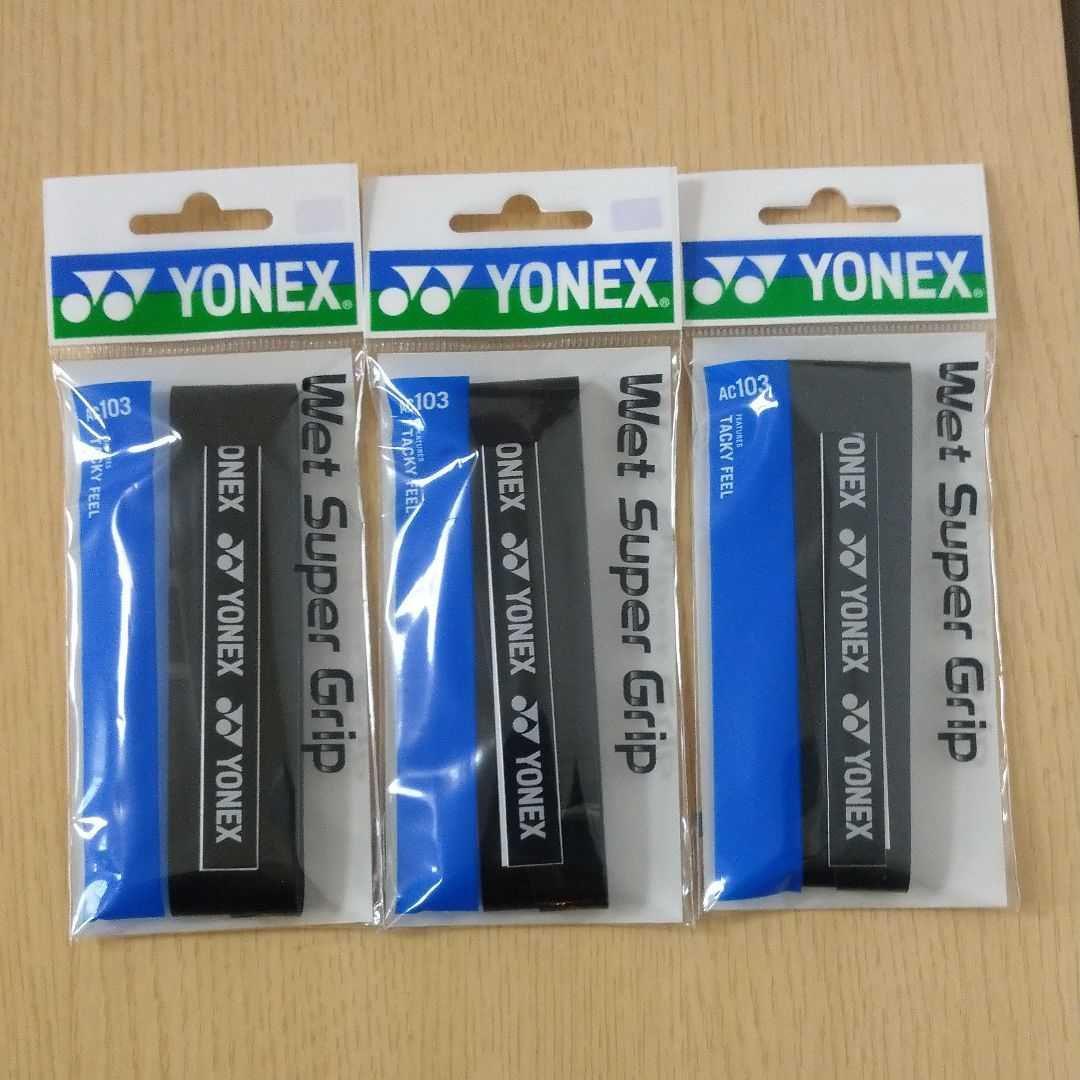 YONEX®
AC103
FEATURES
TACKY FEEL
ONEX YONEX YONEX
Wet Super Grip
YONEX®
AC103
FEATURES
TACKY FEEL
ONEX YONEX YONEX
Wet Super Grip
YONEX®
AC103
FEATURES
TACKY FEEL
YONEX YONEX YONEX
Wet Super Grip